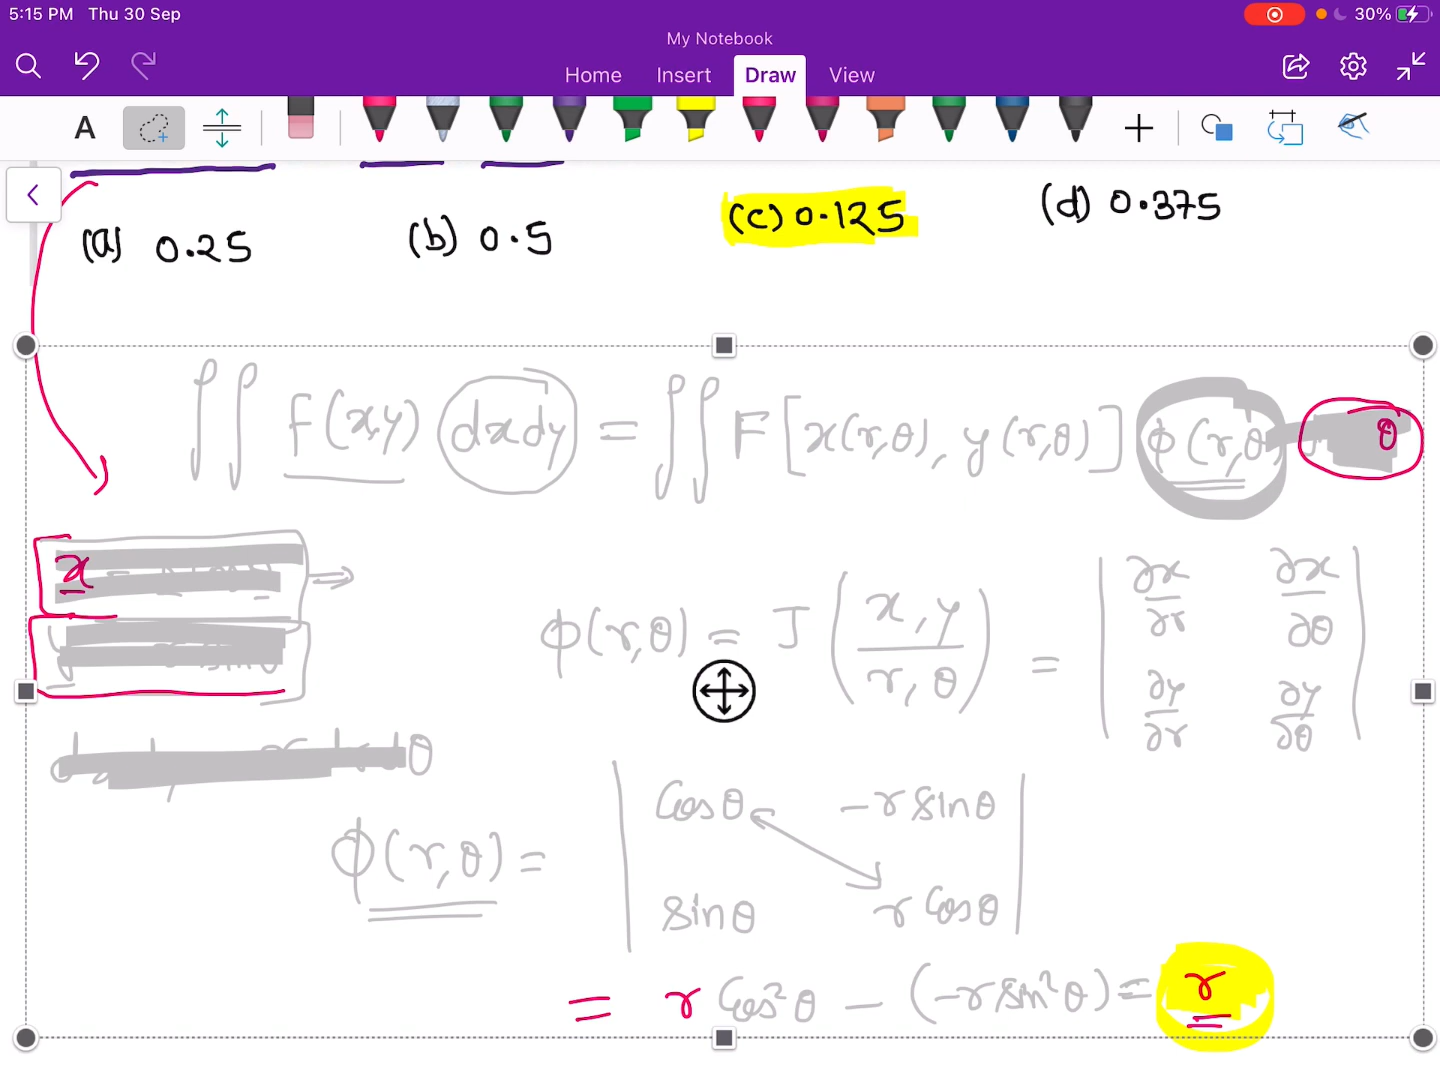 5:15 PM Thu 30 Sep 30%
My Notebook
Home Insert Draw View
A
(a) 0.25 (b) 0.5 (c) 0.125 (d) 0.375
∬ f(x,y) dxdy = ∬ F[x(r,θ), y(r,θ)] ϕ(r,θ) θ
x
y sinθ
ϕ(r,θ) = J (x,y / r,θ) = | ∂x/∂r ∂x/∂θ ∂y/∂r ∂y/∂θ |
θ
ϕ(r,θ) = | Cosθ -r sinθ
sinθ r Cosθ |
= r Cos²θ - (-r sin²θ) = r